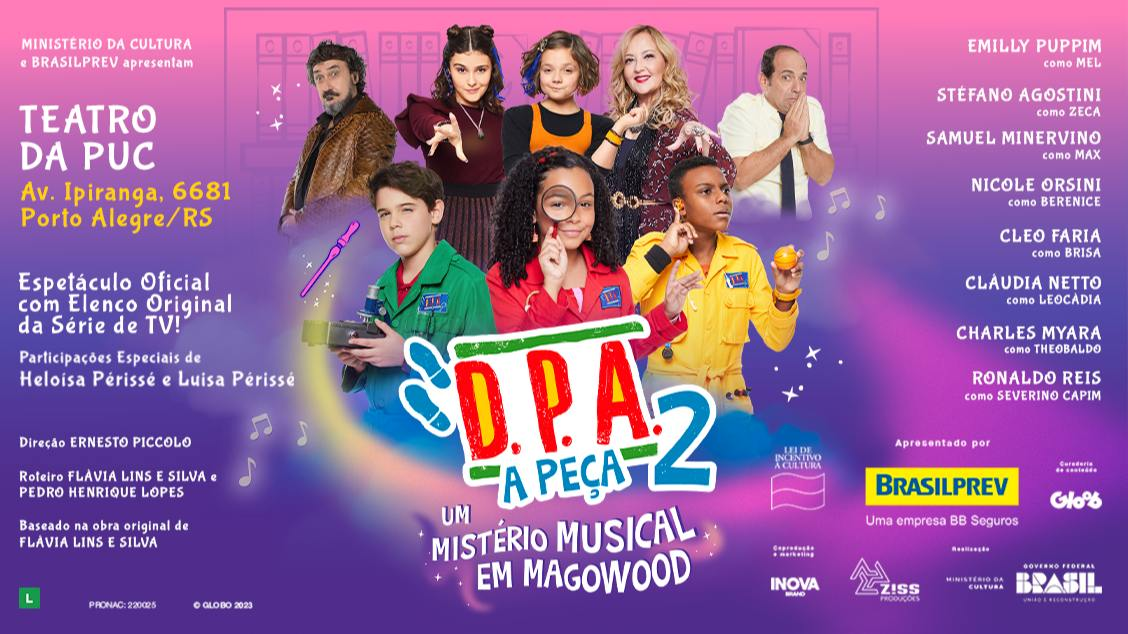 MINISTÉRIO DA CULTURA
e BRASILPREV apresentam
TEATRO
DA PUC
Av. Ipiranga, 6681
Porto Alegre/RS
Espetáculo Oficial
com Elenco Original
da Série de TV!
Participações Especiais de
Heloísa Périssé e Luisa Périssé
Direção ERNESTO PICCOLO
Roteiro FLÁVIA LINS E SILVA e
PEDRO HENRIQUE LOPES
Baseado na obra original de
FLÁVIA LINS E SILVA
L
PRONAC: 220025
© GLOBO 2023
D.P.A.
A PEÇA 2
UM
MISTÉRIO MUSICAL
EM MAGOWOOD
EMILLY PUPPIM
como MEL
STÉFANO AGOSTINI
como ZECA
SAMUEL MINERVINO
como MAX
NICOLE ORSINI
como BERENICE
CLEO FARIA
como BRISA
CLÀUDIA NETTO
como LEOCÀDIA
CHARLES MYARA
como THEOBALDO
RONALDO REIS
como SEVERINO CAPIM
LEI DE
INCENTIVO
À CULTURA
Apresentado por
BRASILPREV
Uma empresa BB Seguros
Curadoria
de conteúdo
Glo%
Coprodução
e marketing
INOVA
BRAND
ZISS
PRODUÇÕES
Realização
MINISTÉRIO DA
CULTURA
GOVERNO FEDERAL
BRASIL
UNIÃO E RECONSTRUÇÃO